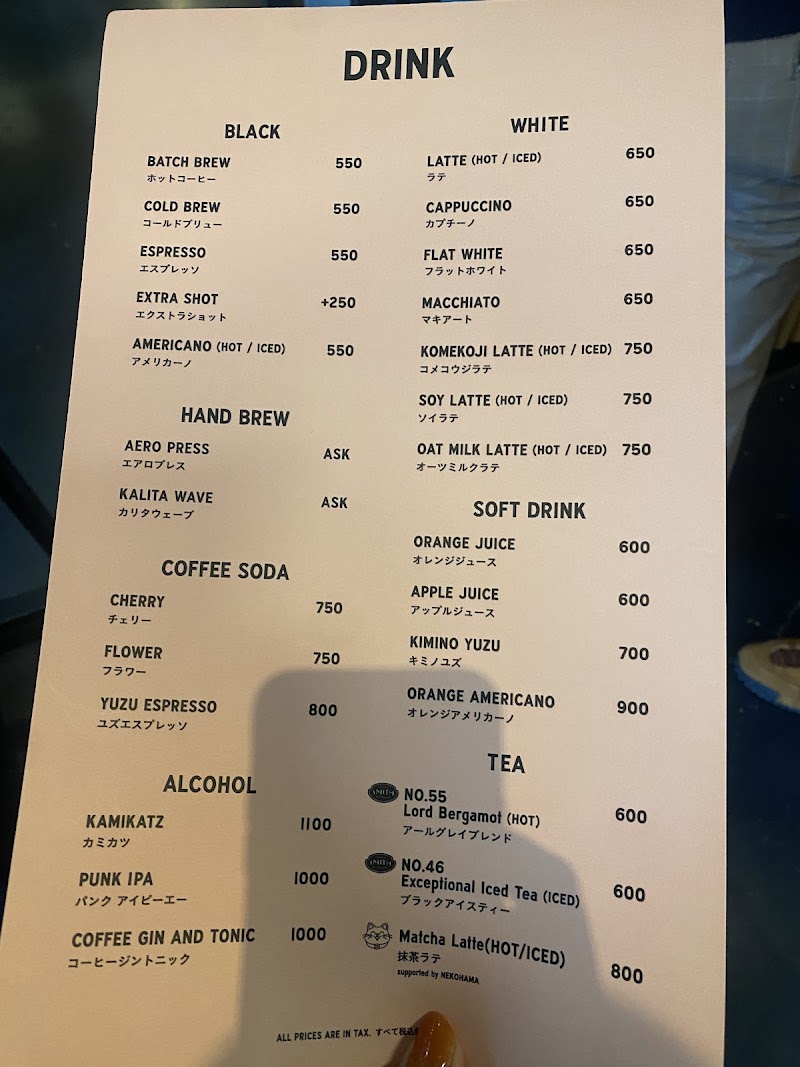 DRINK
BLACK
BATCH BREW 550
ホットコーヒー
COLD BREW 550
コールドブリュー
ESPRESSO 550
エスプレッソ
EXTRA SHOT +250
エクストラショット
AMERICANO (HOT / ICED) 550
アメリカーノ
HAND BREW
AERO PRESS ASK
エアロプレス
KALITA WAVE ASK
カリタウェーブ
COFFEE SODA
CHERRY 750
チェリー
FLOWER 750
フラワー
YUZU ESPRESSO 800
ユズエスプレッソ
ALCOHOL
KAMIKATZ 1100
カミカツ
PUNK IPA 1000
パンク アイピーエー
COFFEE GIN AND TONIC 1000
コーヒージントニック
WHITE
LATTE (HOT / ICED) 650
ラテ
CAPPUCCINO 650
カプチーノ
FLAT WHITE 650
フラットホワイト
MACCHIATO 650
マキアート
KOMEKOJI LATTE (HOT / ICED) 750
コメコウジラテ
SOY LATTE (HOT / ICED) 750
ソイラテ
OAT MILK LATTE (HOT / ICED) 750
オーツミルクラテ
SOFT DRINK
ORANGE JUICE 600
オレンジジュース
APPLE JUICE 600
アップルジュース
KIMINO YUZU 700
キミノユズ
ORANGE AMERICANO 900
オレンジアメリカーノ
TEA
SMITH NO.55
Lord Bergamot (HOT) 600
アールグレイブレンド
SMITH NO.46
Exceptional Iced Tea (ICED) 600
ブラックアイスティー
Matcha Latte(HOT/ICED) 800
抹茶ラテ
supported by NEKOHAMA
ALL PRICES ARE IN TAX. すべて税込